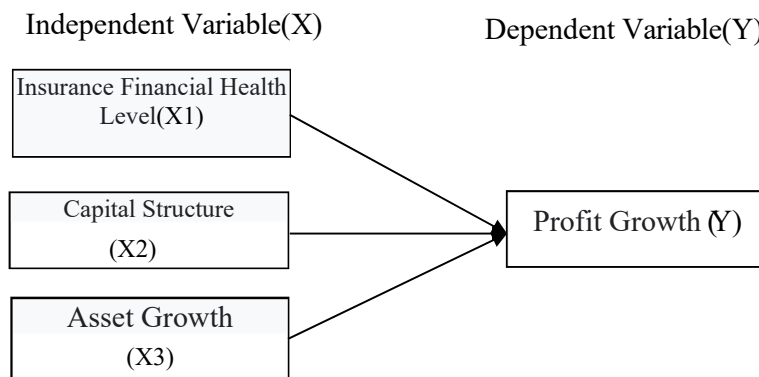 Independent Variable(X)
Dependent Variable(Y)
Insurance Financial Health
Level(X1)
Capital Structure
(X2)
Profit Growth (Y)
Asset Growth
(X3)